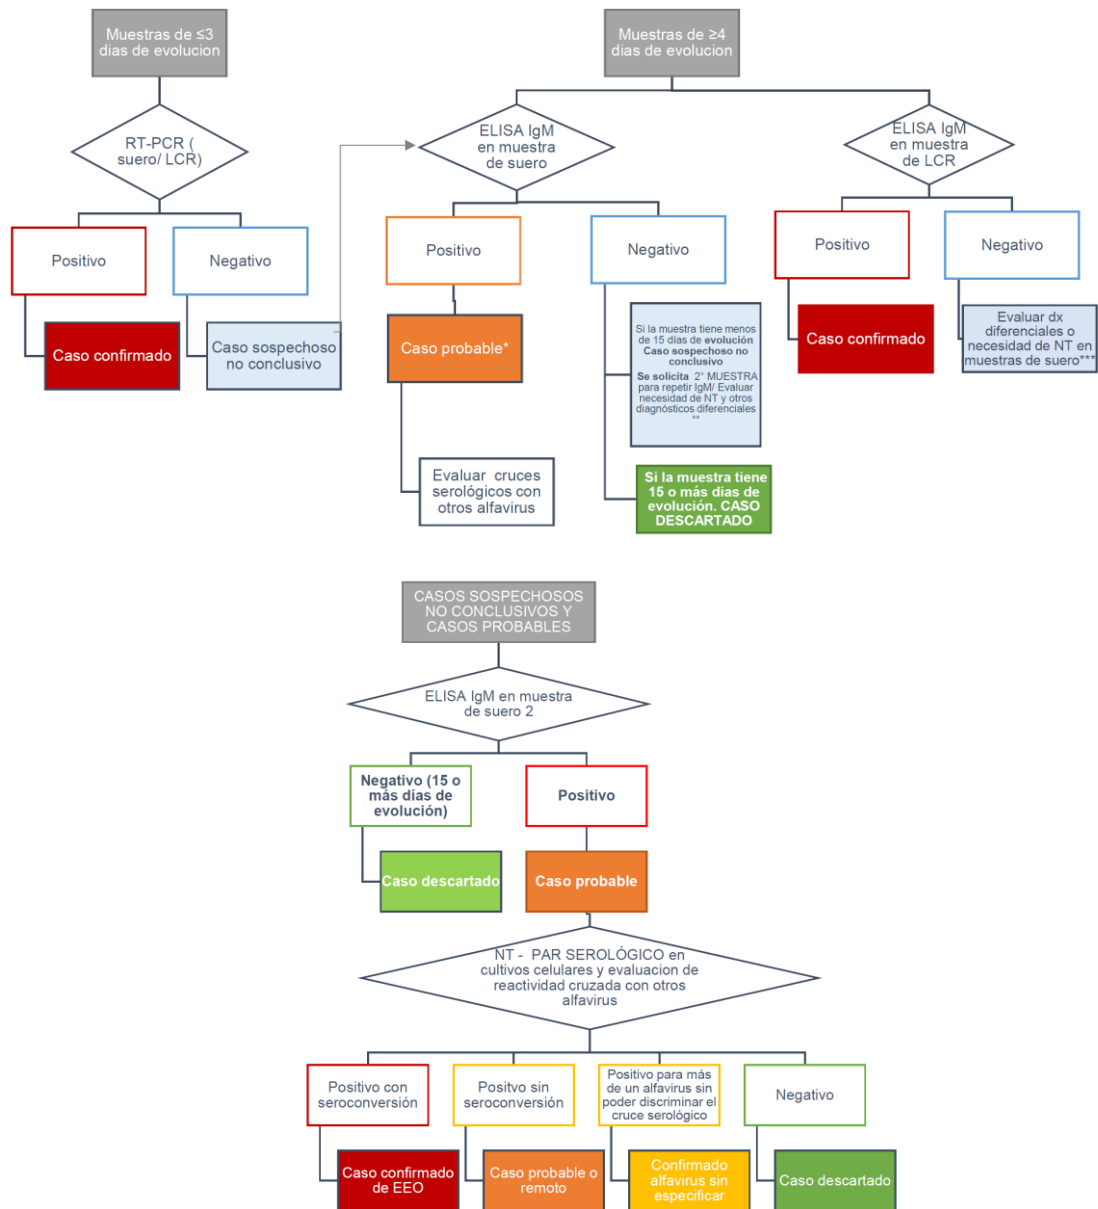 Muestras de ≤3
dias de evolucion
Muestras de ≥4
dias de evolucion
RT-PCR (
suero/ LCR)
ELISA IgM
en muestra
de suero
ELISA IgM
en muestra
de LCR
Positivo
Negativo
Positivo
Negativo
Positivo
Negativo
Caso confirmado
Caso sospechoso
no conclusivo
Caso probable*
Si la muestra tiene menos
de 15 días de evolución
Caso sospechoso no
conclusivo
Se solicita 2° MUESTRA
para repetir IgM/ Evaluar
necesidad de NT y otros
diagnósticos diferenciales
**
Caso confirmado
Evaluar dx
diferenciales o
necesidad de NT en
muestras de suero***
Evaluar cruces
serológicos con
otros alfavirus
Si la muestra tiene
15 o más dias de
evolución. CASO
DESCARTADO
CASOS SOSPECHOSOS
NO CONCLUSIVOS Y
CASOS PROBABLES
ELISA IgM en muestra
de suero 2
Negativo (15 o
más días de
evolución)
Positivo
Caso descartado
Caso probable
NT - PAR SEROLÓGICO en
cultivos celulares y evaluacion de
reactividad cruzada con otros
alfavirus
Positivo con
seroconversión
Positvo sin
seroconversión
Positivo para más
de un alfavirus sin
poder discriminar el
cruce serológico
Negativo
Caso confirmado
de EEO
Caso probable o
remoto
Confirmado
alfavirus sin
especificar
Caso descartado